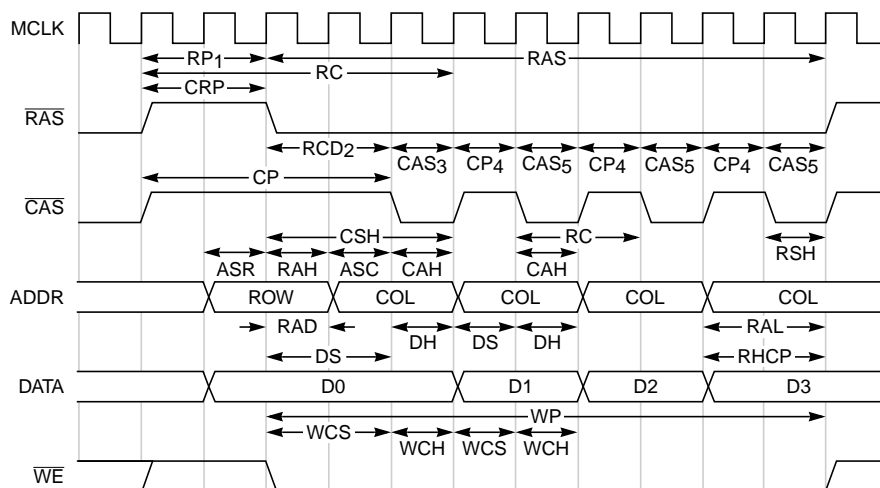 MCLK
RP1 RAS
RC
CRP
RAS
RCD2 CAS3 CP4 CAS5 CP4 CAS5 CP4 CAS5
CP
CAS
CSH RC
ASR RAH ASC CAH CAH RSH
ADDR ROW COL COL COL COL
RAD DH DS DH RAL
DS RHCP
DATA D0 D1 D2 D3
WP
WCS WCH WCS WCH
WE